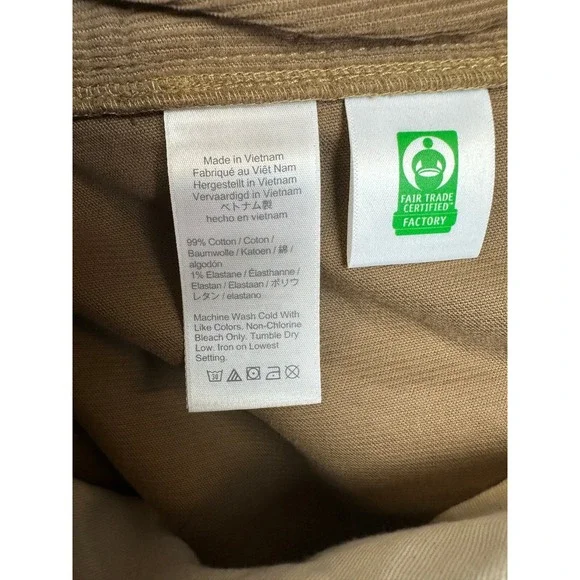 Made in Vietnam
Fabriqué au Viêt Nam
Hergestellt in Vietnam
Vervaardigd in Vietnam
ベトナム製
hecho en vietnam
99% Cotton / Coton /
Baumwolle / Katoen / 綿 /
algodón
1% Elastane / Élasthanne /
Elastan / Elastaan / ポリウ
レタン / elastano
Machine Wash Cold With
Like Colors. Non-Chlorine
Bleach Only. Tumble Dry
Low. Iron on Lowest
Setting.
30
FAIR TRADE
CERTIFIED™
FACTORY